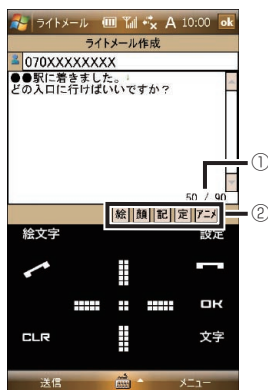 ライトメール A 10:00 ok
ライトメール作成
070XXXXXXXX
●●駅に着きました。
どの入口に行けばいいですか？
①
50 / 90
絵 顔 記 定 アニメ ②
絵文字 設定
OK
CLR 文字
送信 メニュー